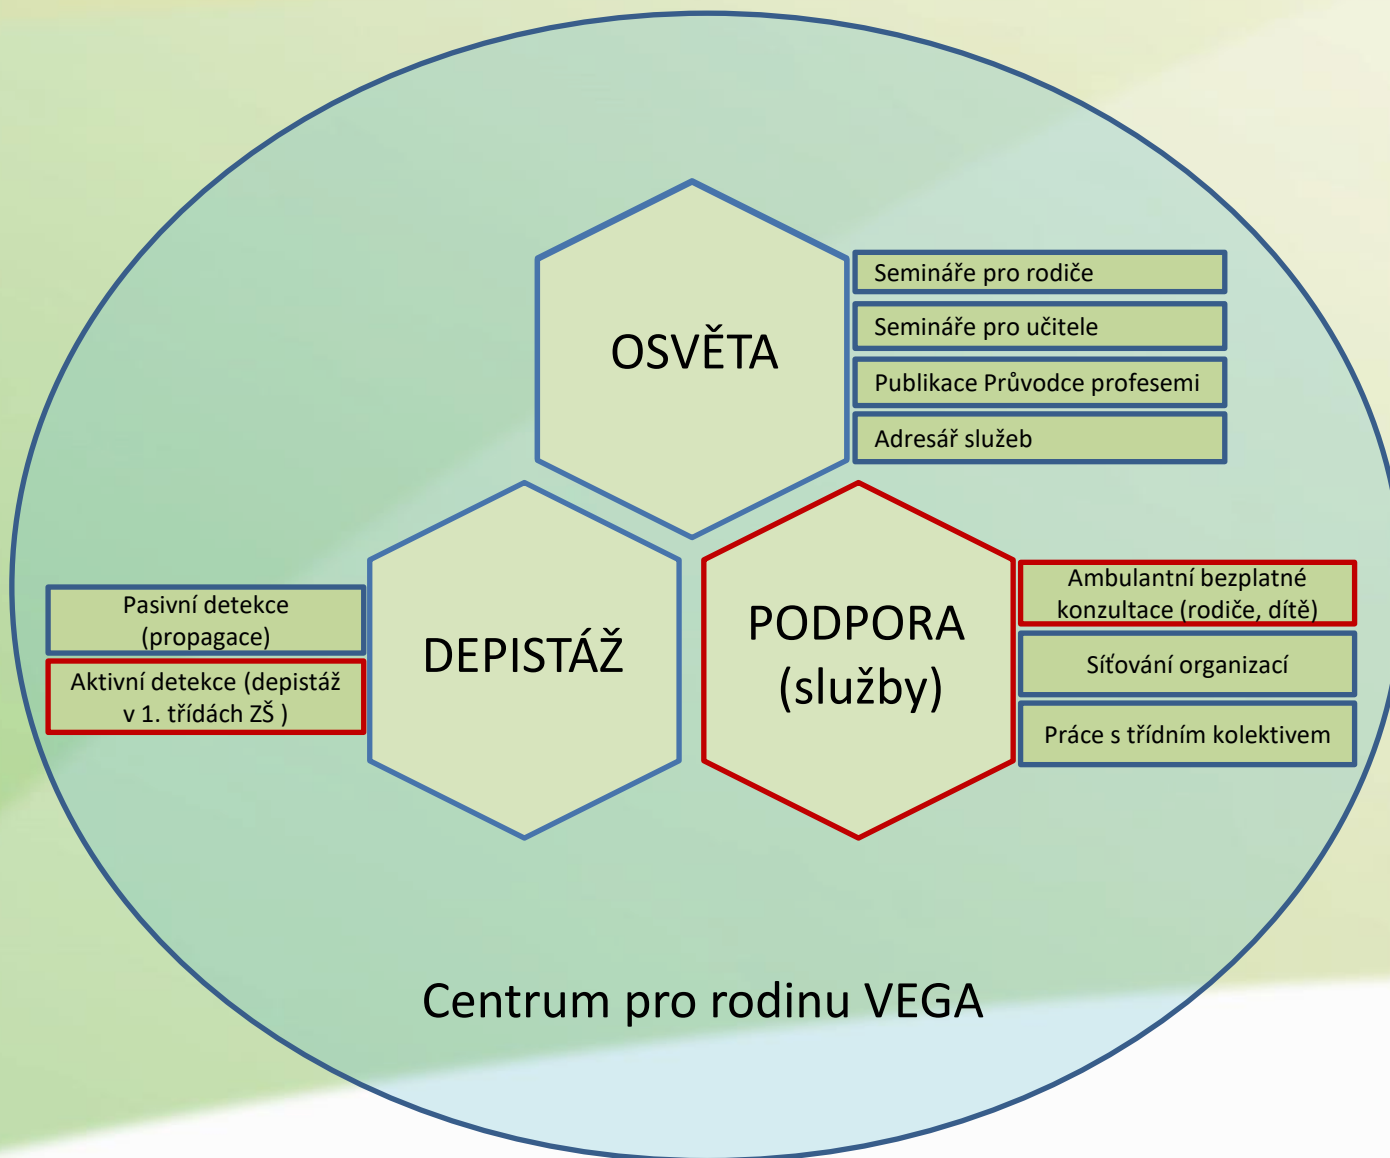 OSVĚTA
Semináře pro rodiče
Semináře pro učitele
Publikace Průvodce profesemi
Adresář služeb
Pasivní detekce
(propagace)
Aktivní detekce (depistáž
v 1. třídách ZŠ )
DEPISTÁŽ
PODPORA
(služby)
Ambulantní bezplatné
konzultace (rodiče, dítě)
Síťování organizací
Práce s třídním kolektivem
Centrum pro rodinu VEGA